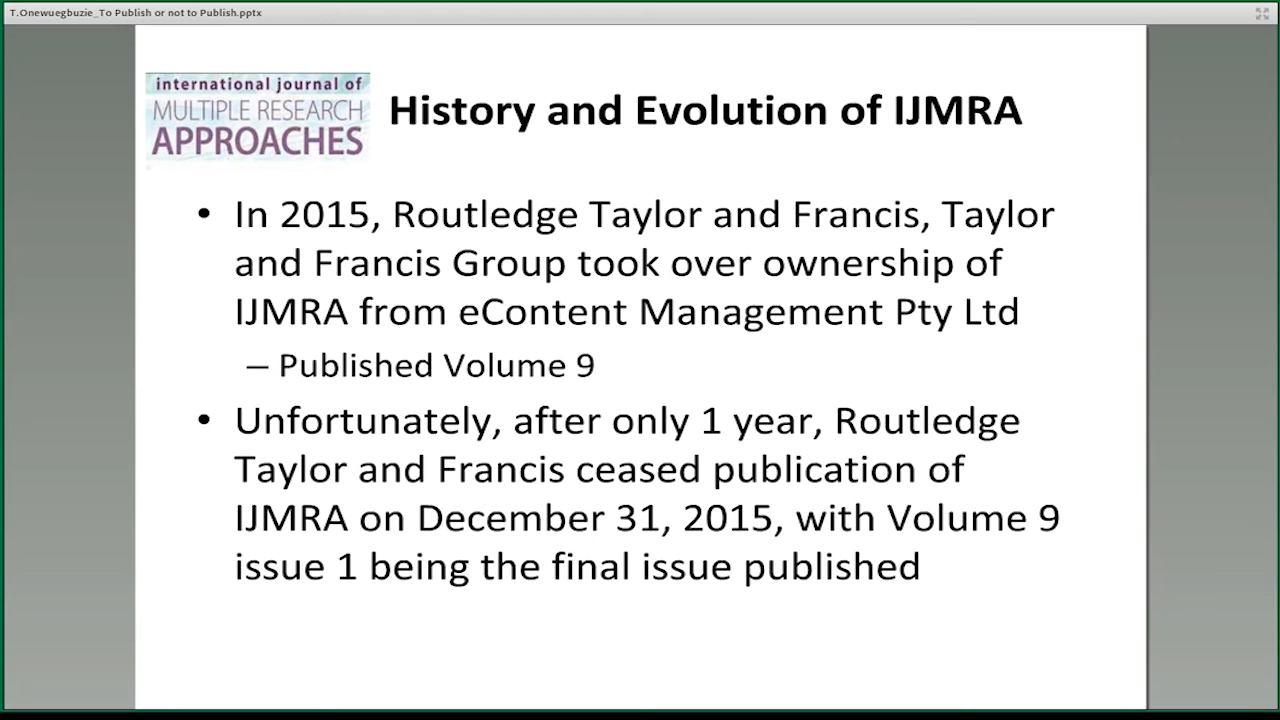 T.Onewuegbuzie_To Publish or not to Publish.pptx
international journal of
MULTIPLE RESEARCH
APPROACHES
History and Evolution of IJMRA
• In 2015, Routledge Taylor and Francis, Taylor
and Francis Group took over ownership of
IJMRA from eContent Management Pty Ltd
– Published Volume 9
• Unfortunately, after only 1 year, Routledge
Taylor and Francis ceased publication of
IJMRA on December 31, 2015, with Volume 9
issue 1 being the final issue published